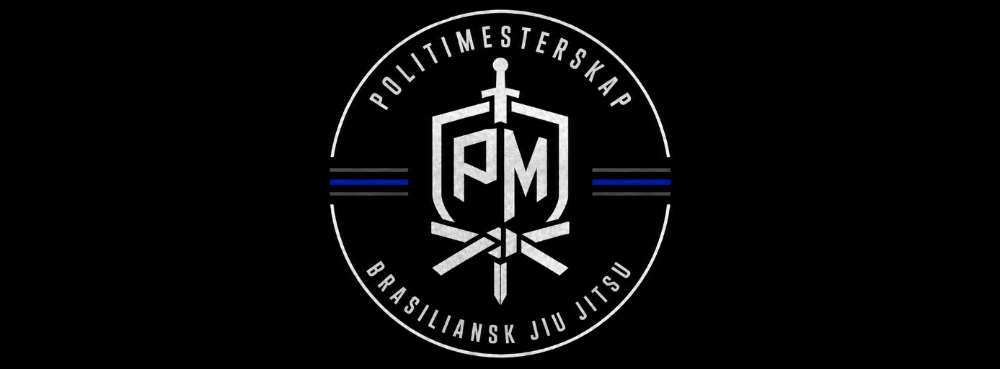 POLITIMESTERSKAP
PM
BRASILIANSK JIU JITSU